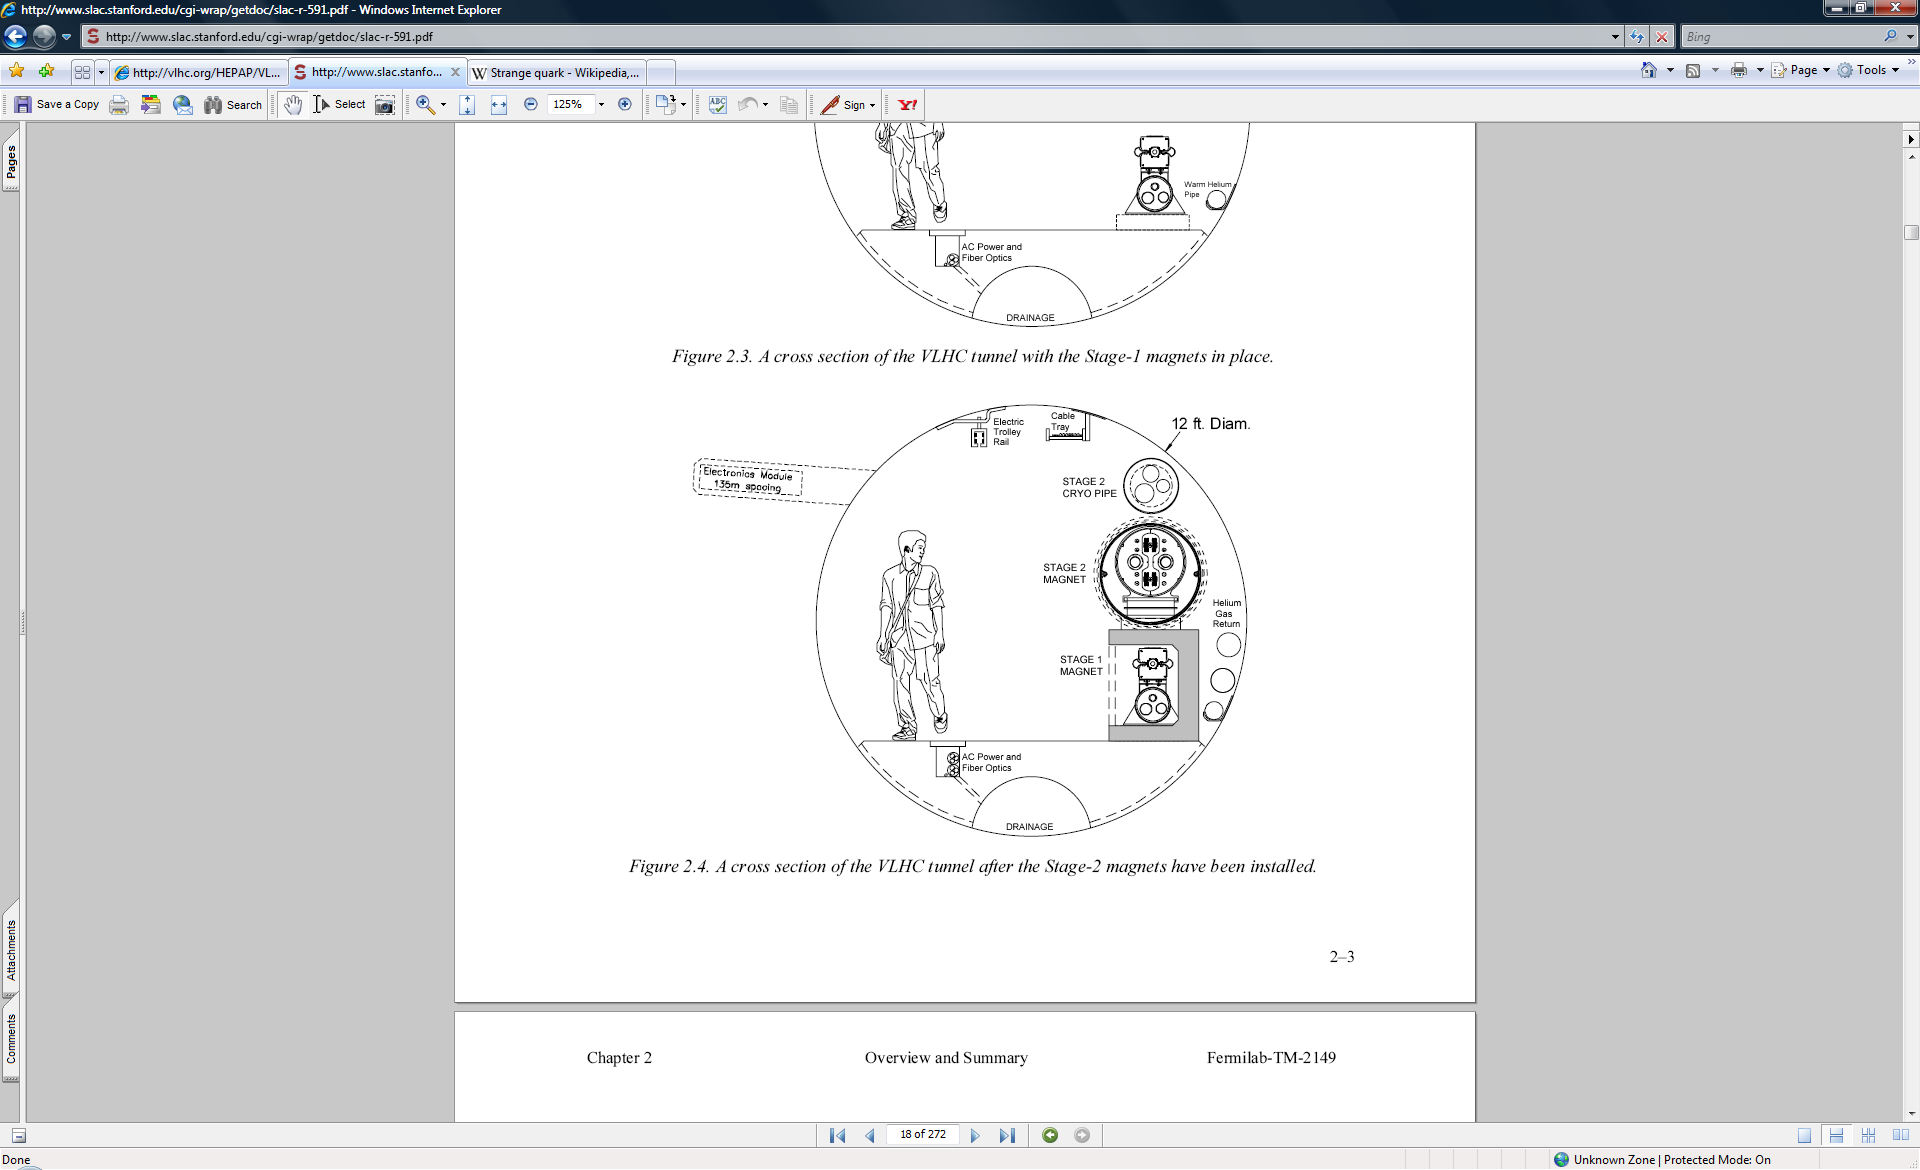 http://www.slac.stanford.edu/cgi-wrap/getdoc/slac-r-591.pdf - Windows Internet Explorer
http://www.slac.stanford.edu/cgi-wrap/getdoc/slac-r-591.pdf
Bing
http://vlhc.org/HEPAP/VL...
http://www.slac.stanfo...
Strange quark - Wikipedia,...
Page
Tools
Save a Copy
Search
Select
125%
Sign
Y!
Pages
Attachments
Comments
Warm Helium
Pipe
AC Power and
Fiber Optics
DRAINAGE
Figure 2.3. A cross section of the VLHC tunnel with the Stage-1 magnets in place.
Electric
Trolley
Rail
Cable
Tray
12 ft. Diam.
Electronics Module
135m spacing
STAGE 2
CRYO PIPE
STAGE 2
MAGNET
Helium
Gas
Return
STAGE 1
MAGNET
AC Power and
Fiber Optics
DRAINAGE
Figure 2.4. A cross section of the VLHC tunnel after the Stage-2 magnets have been installed.
2–3
Chapter 2
Overview and Summary
Fermilab-TM-2149
18 of 272
Done
Unknown Zone | Protected Mode: On